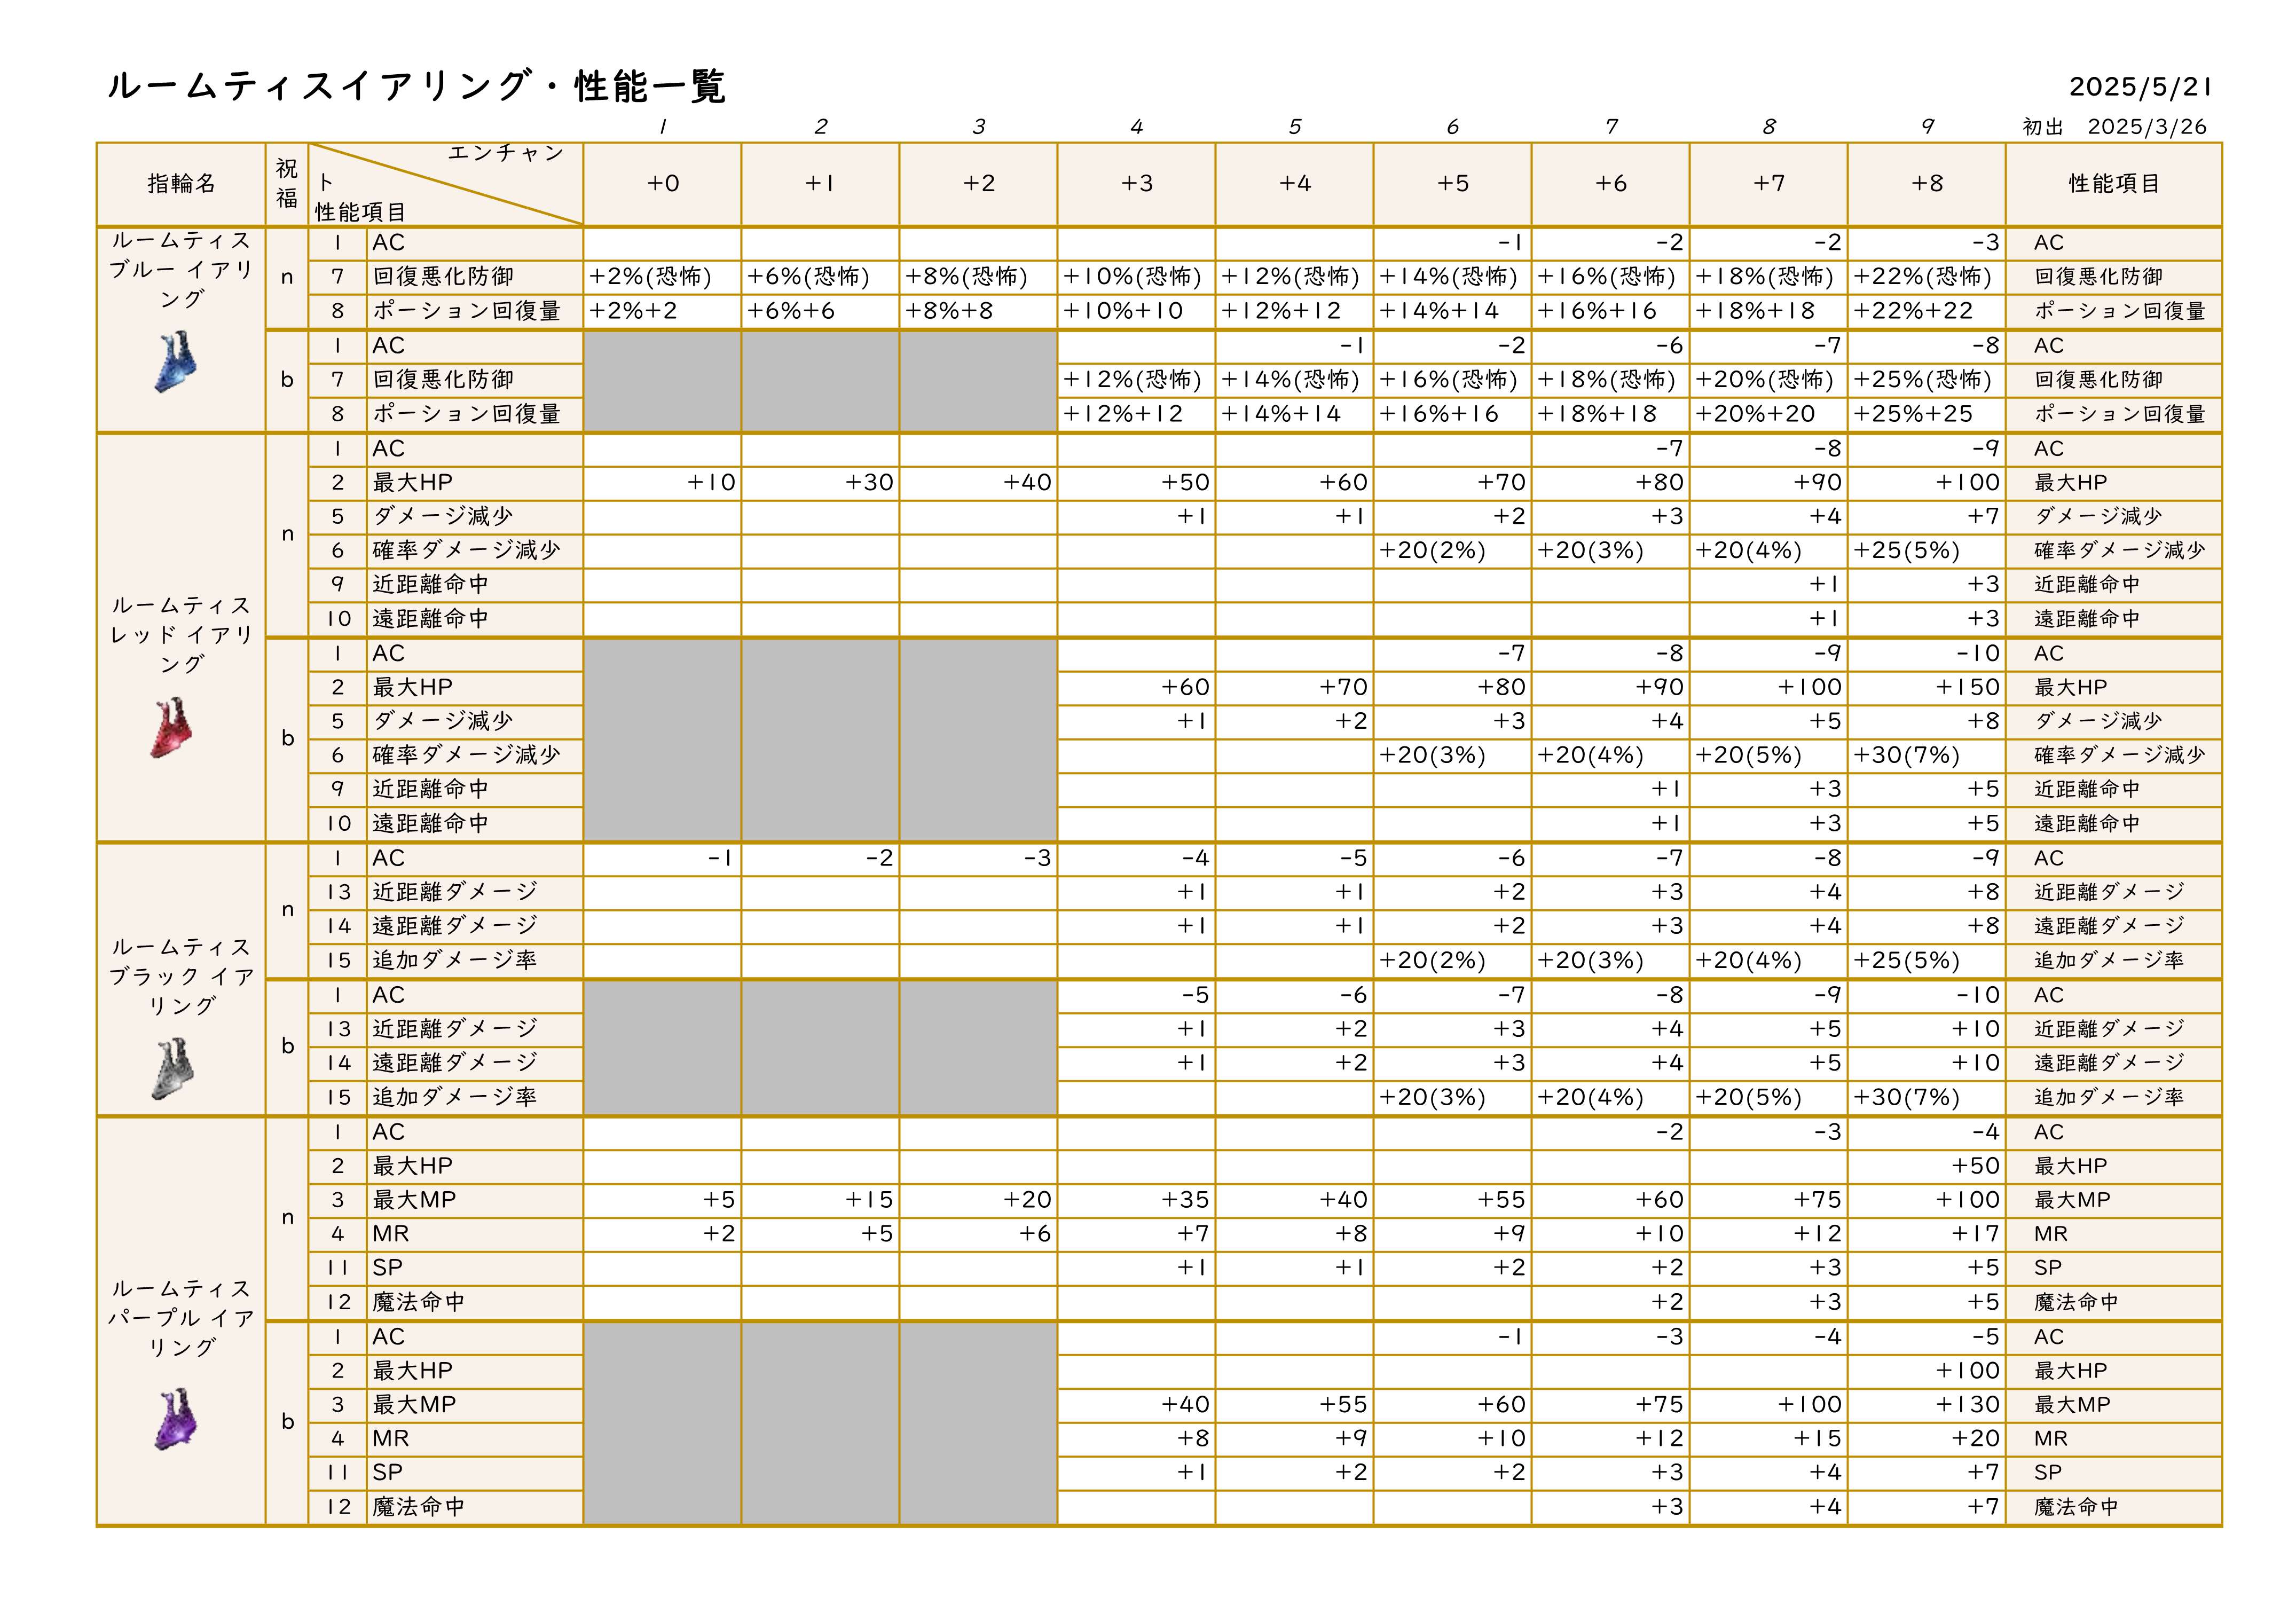 ルームティスイアリング・性能一覧 2025/5/21
1 2 3 4 5 6 7 8 9 初出 2025/3/26
指輪名 祝福 エンチャント 性能項目 +0 +1 +2 +3 +4 +5 +6 +7 +8 性能項目
ルームティス
ブルー イアリ
ング
n
1 AC -1 -2 -2 -3 AC
7 回復悪化防御 +2%(恐怖) +6%(恐怖) +8%(恐怖) +10%(恐怖) +12%(恐怖) +14%(恐怖) +16%(恐怖) +18%(恐怖) +22%(恐怖) 回復悪化防御
8 ポーション回復量 +2%+2 +6%+6 +8%+8 +10%+10 +12%+12 +14%+14 +16%+16 +18%+18 +22%+22 ポーション回復量
b
1 AC -1 -2 -6 -7 -8 AC
7 回復悪化防御 +12%(恐怖) +14%(恐怖) +16%(恐怖) +18%(恐怖) +20%(恐怖) +25%(恐怖) 回復悪化防御
8 ポーション回復量 +12%+12 +14%+14 +16%+16 +18%+18 +20%+20 +25%+25 ポーション回復量
ルームティス
レッド イアリ
ング
n
1 AC -7 -8 -9 AC
2 最大HP +10 +30 +40 +50 +60 +70 +80 +90 +100 最大HP
5 ダメージ減少 +1 +1 +2 +3 +4 +7 ダメージ減少
6 確率ダメージ減少 +20(2%) +20(3%) +20(4%) +25(5%) 確率ダメージ減少
9 近距離命中 +1 +3 近距離命中
10 遠距離命中 +1 +3 遠距離命中
b
1 AC -7 -8 -9 -10 AC
2 最大HP +60 +70 +80 +90 +100 +150 最大HP
5 ダメージ減少 +1 +2 +3 +4 +5 +8 ダメージ減少
6 確率ダメージ減少 +20(3%) +20(4%) +20(5%) +30(7%) 確率ダメージ減少
9 近距離命中 +1 +3 +5 近距離命中
10 遠距離命中 +1 +3 +5 遠距離命中
ルームティス
ブラック イア
リング
n
1 AC -1 -2 -3 -4 -5 -6 -7 -8 -9 AC
13 近距離ダメージ +1 +1 +2 +3 +4 +8 近距離ダメージ
14 遠距離ダメージ +1 +1 +2 +3 +4 +8 遠距離ダメージ
15 追加ダメージ率 +20(2%) +20(3%) +20(4%) +25(5%) 追加ダメージ率
b
1 AC -5 -6 -7 -8 -9 -10 AC
13 近距離ダメージ +1 +2 +3 +4 +5 +10 近距離ダメージ
14 遠距離ダメージ +1 +2 +3 +4 +5 +10 遠距離ダメージ
15 追加ダメージ率 +20(3%) +20(4%) +20(5%) +30(7%) 追加ダメージ率
ルームティス
パープル イア
リング
n
1 AC -2 -3 -4 AC
2 最大HP +50 最大HP
3 最大MP +5 +15 +20 +35 +40 +55 +60 +75 +100 最大MP
4 MR +2 +5 +6 +7 +8 +9 +10 +12 +17 MR
11 SP +1 +1 +2 +2 +3 +5 SP
12 魔法命中 +2 +3 +5 魔法命中
b
1 AC -1 -3 -4 -5 AC
2 最大HP +100 最大HP
3 最大MP +40 +55 +60 +75 +100 +130 最大MP
4 MR +8 +9 +10 +12 +15 +20 MR
11 SP +1 +2 +2 +3 +4 +7 SP
12 魔法命中 +3 +4 +7 魔法命中